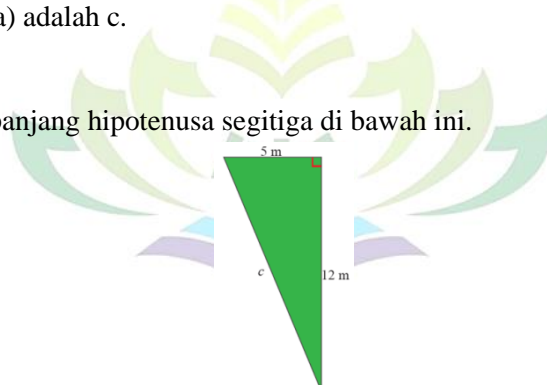 a) adalah c.
panjang hipotenusa segitiga di bawah ini.
5 m
c
12 m